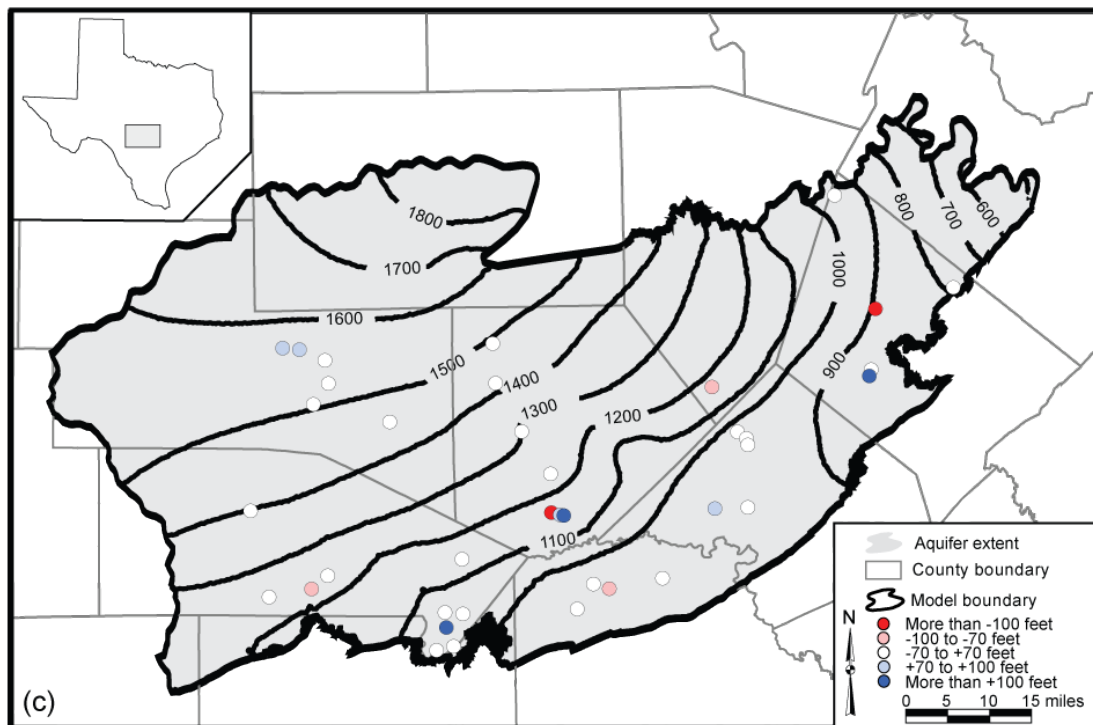 1800
1700
1600
1500
1400
1300
1200
1100
1000
900
800
700
600
Aquifer extent
County boundary
Model boundary
More than -100 feet
-100 to -70 feet
-70 to +70 feet
+70 to +100 feet
More than +100 feet
N
0 5 10 15 miles
(c)